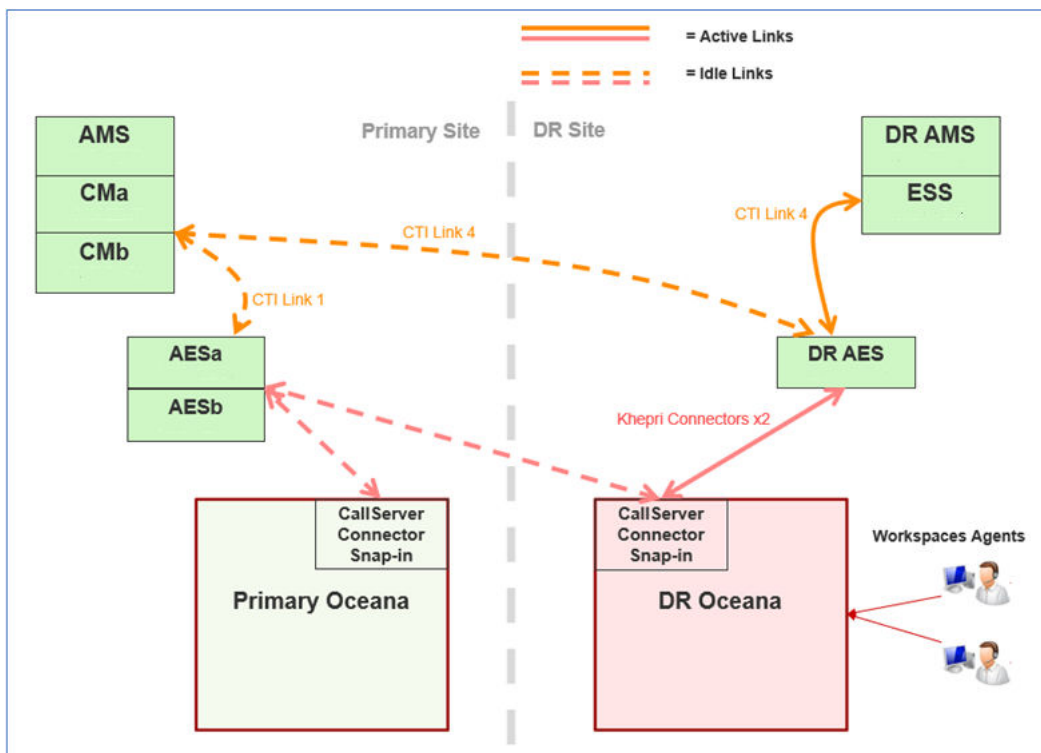 = Active Links
= Idle Links
Primary Site
DR Site
AMS
CMa
CMb
DR AMS
ESS
CTI Link 4
CTI Link 4
CTI Link 1
AESa
AESb
DR AES
Khepri Connectors x2
CallServer
Connector
Snap-in
Primary Oceana
CallServer
Connector
Snap-in
DR Oceana
Workspaces Agents